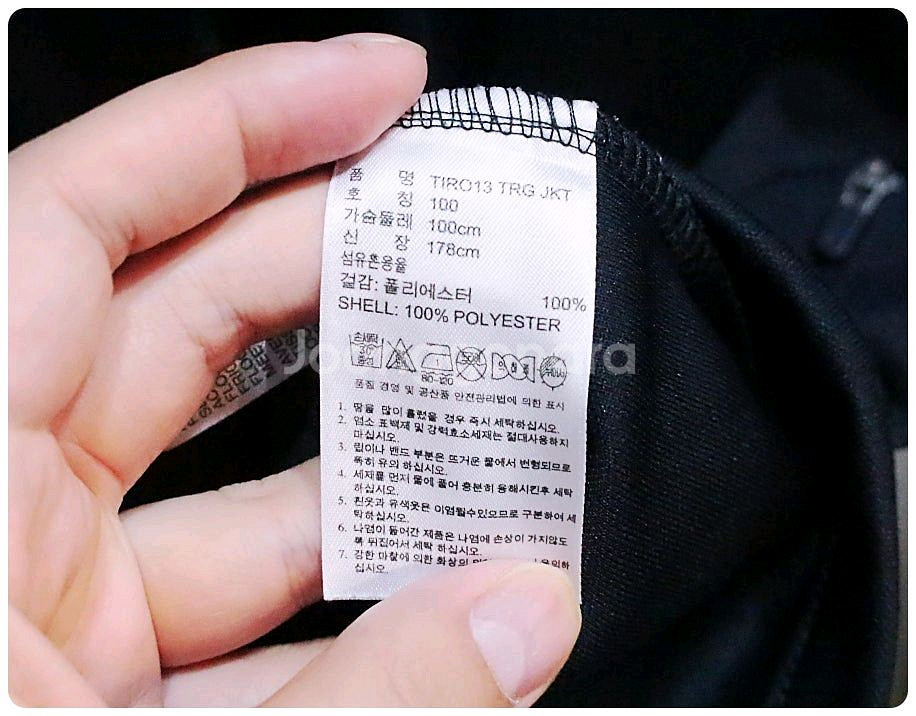 품 명 TIRO13 TRG JKT
호 칭 100
가슴둘레 100cm
신 장 178cm
섬유혼용율
겉감: 폴리에스터 100%
SHELL: 100% POLYESTER
손세탁
30°
중성
80-120
품질 경영 및 공산품 안전관리법에 의한 표시
1. 땀을 많이 흘렸을 경우 즉시 세탁하십시오.
2. 염소 표백제 및 강력효소세제는 절대사용하지
마십시오.
3. 립이나 밴드 부분은 뜨거운 물에서 변형되므로
특히 유의 하십시오.
4. 세제를 먼저 물에 풀어 충분히 용해시킨후 세탁
하십시오.
5. 흰옷과 유색옷은 이염될수있으므로 구분하여 세
탁하십시오.
6. 나염이 들어간 제품은 나염에 손상이 가지않도
록 뒤집어서 세탁 하십시오.
7. 강한 마찰에 의한 화상의 유의하
십시오.